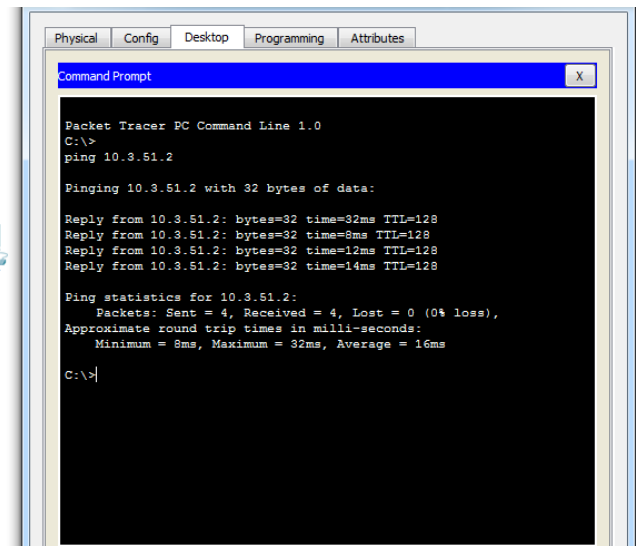 Physical Config Desktop Programming Attributes
Command Prompt X
Packet Tracer PC Command Line 1.0
C:\>
ping 10.3.51.2
Pinging 10.3.51.2 with 32 bytes of data:
Reply from 10.3.51.2: bytes=32 time=32ms TTL=128
Reply from 10.3.51.2: bytes=32 time=8ms TTL=128
Reply from 10.3.51.2: bytes=32 time=12ms TTL=128
Reply from 10.3.51.2: bytes=32 time=14ms TTL=128
Ping statistics for 10.3.51.2:
Packets: Sent = 4, Received = 4, Lost = 0 (0% loss),
Approximate round trip times in milli-seconds:
Minimum = 8ms, Maximum = 32ms, Average = 16ms
C:\>